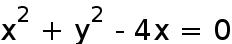 x² + y² - 4x = 0